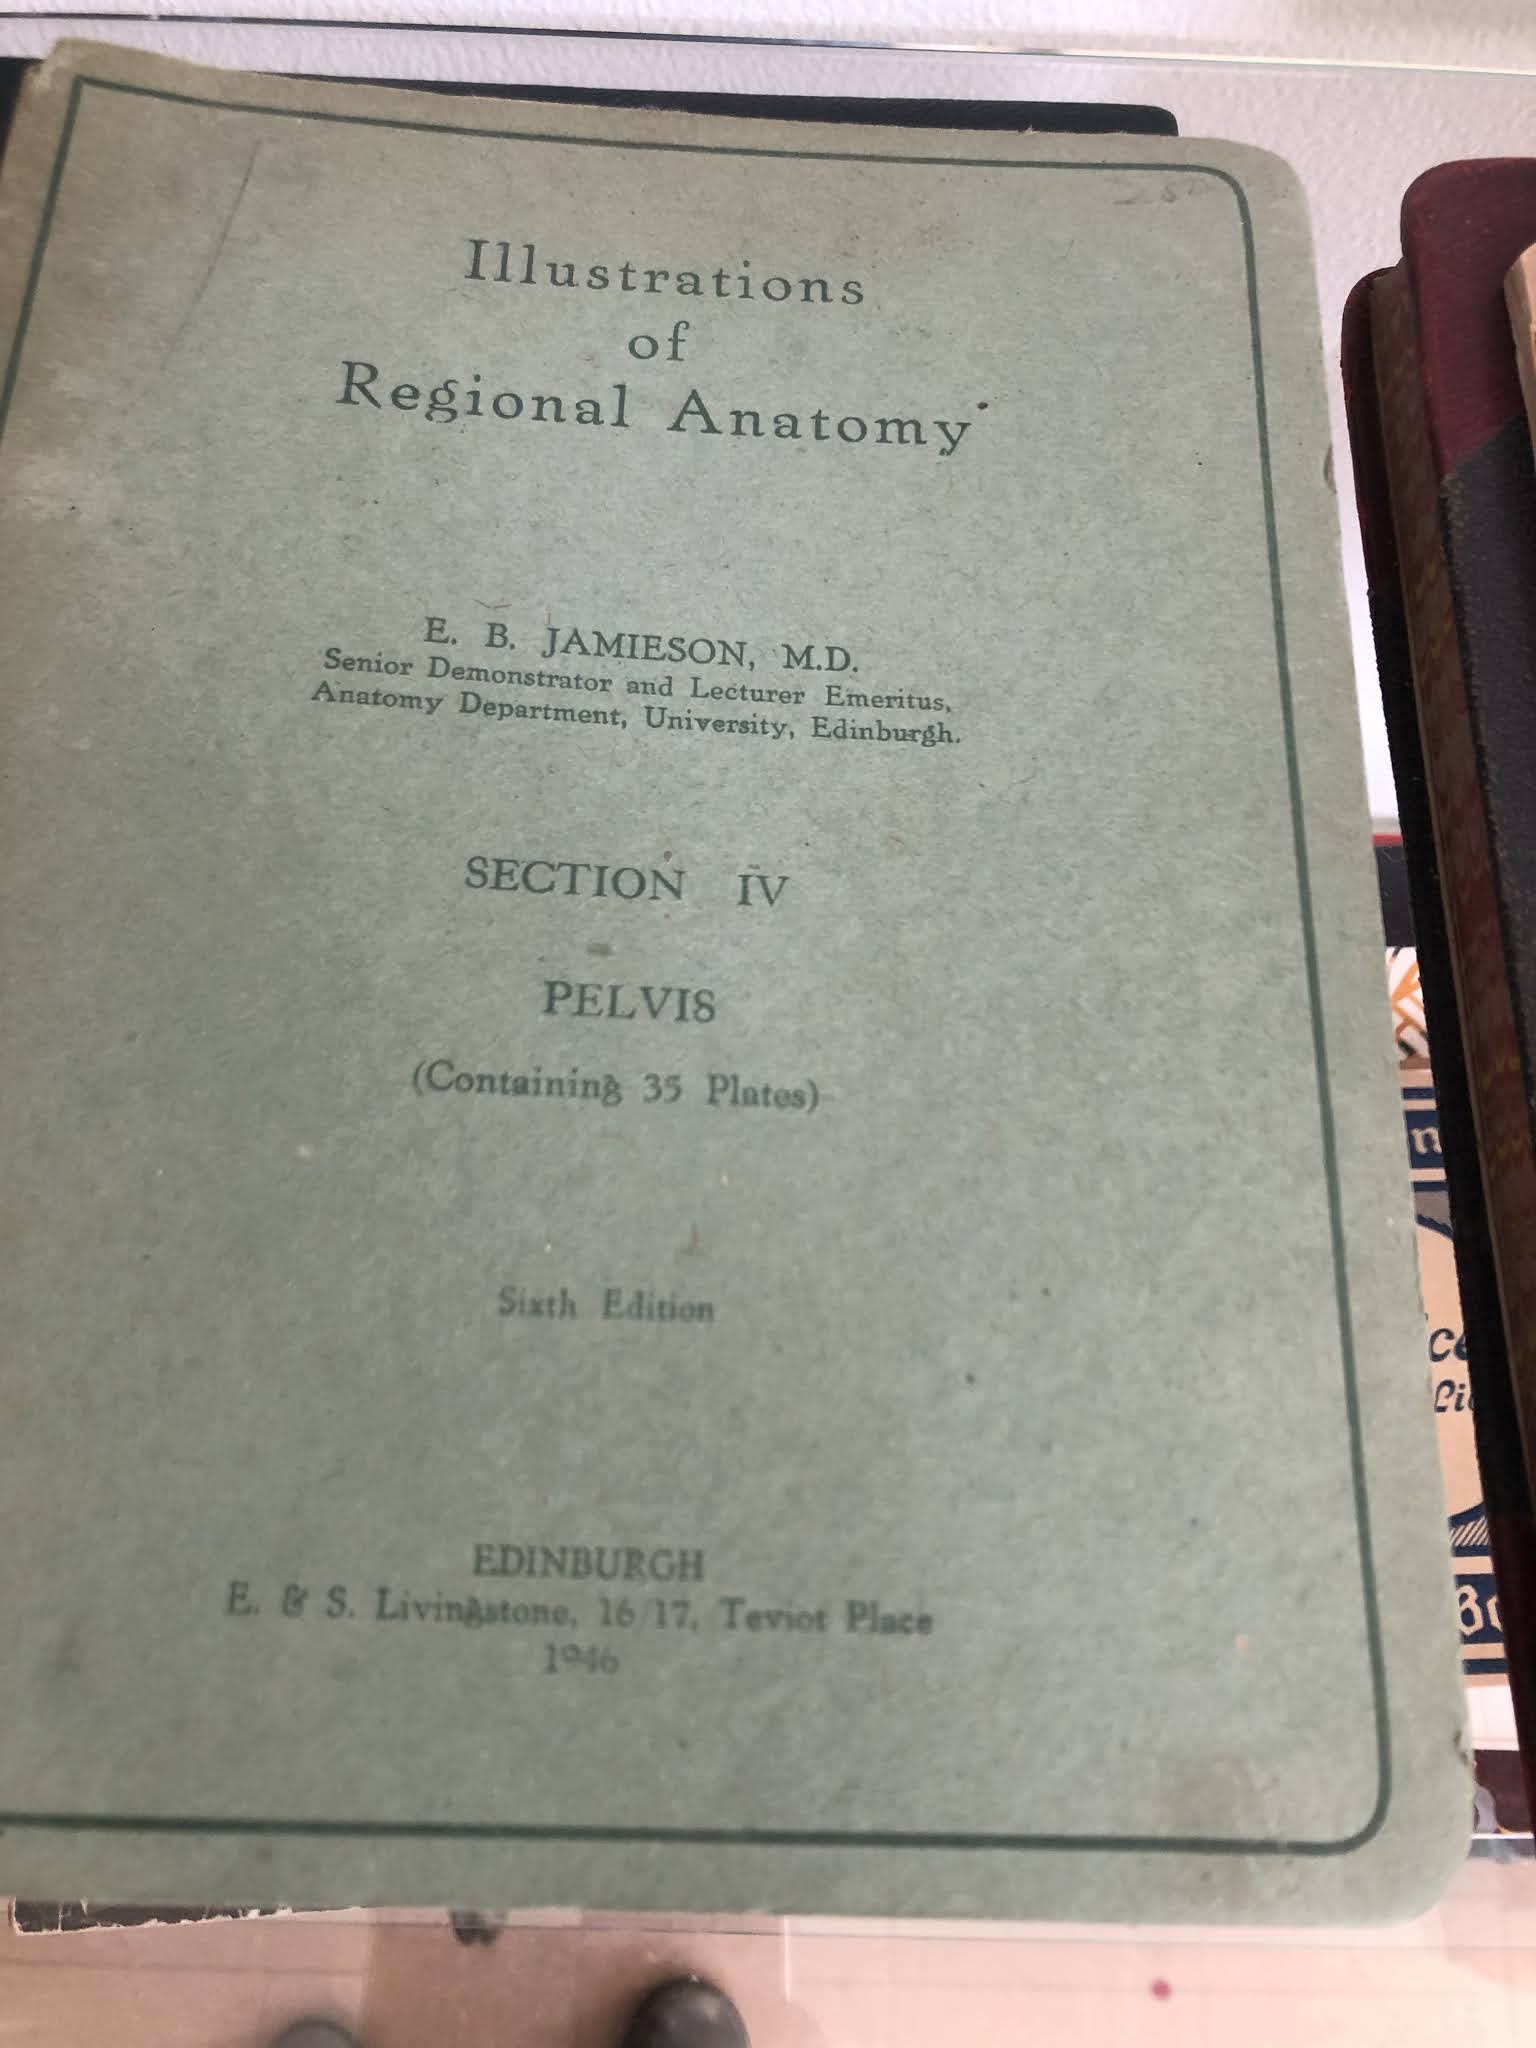 Illustrations
of
Regional Anatomy
E. B. JAMIESON, M.D.
Senior Demonstrator and Lecturer Emeritus,
Anatomy Department, University, Edinburgh.
SECTION IV
PELVIS
(Containing 35 Plates)
Sixth Edition
EDINBURGH
E. & S. Livingstone, 16 17, Teviot Place
1946